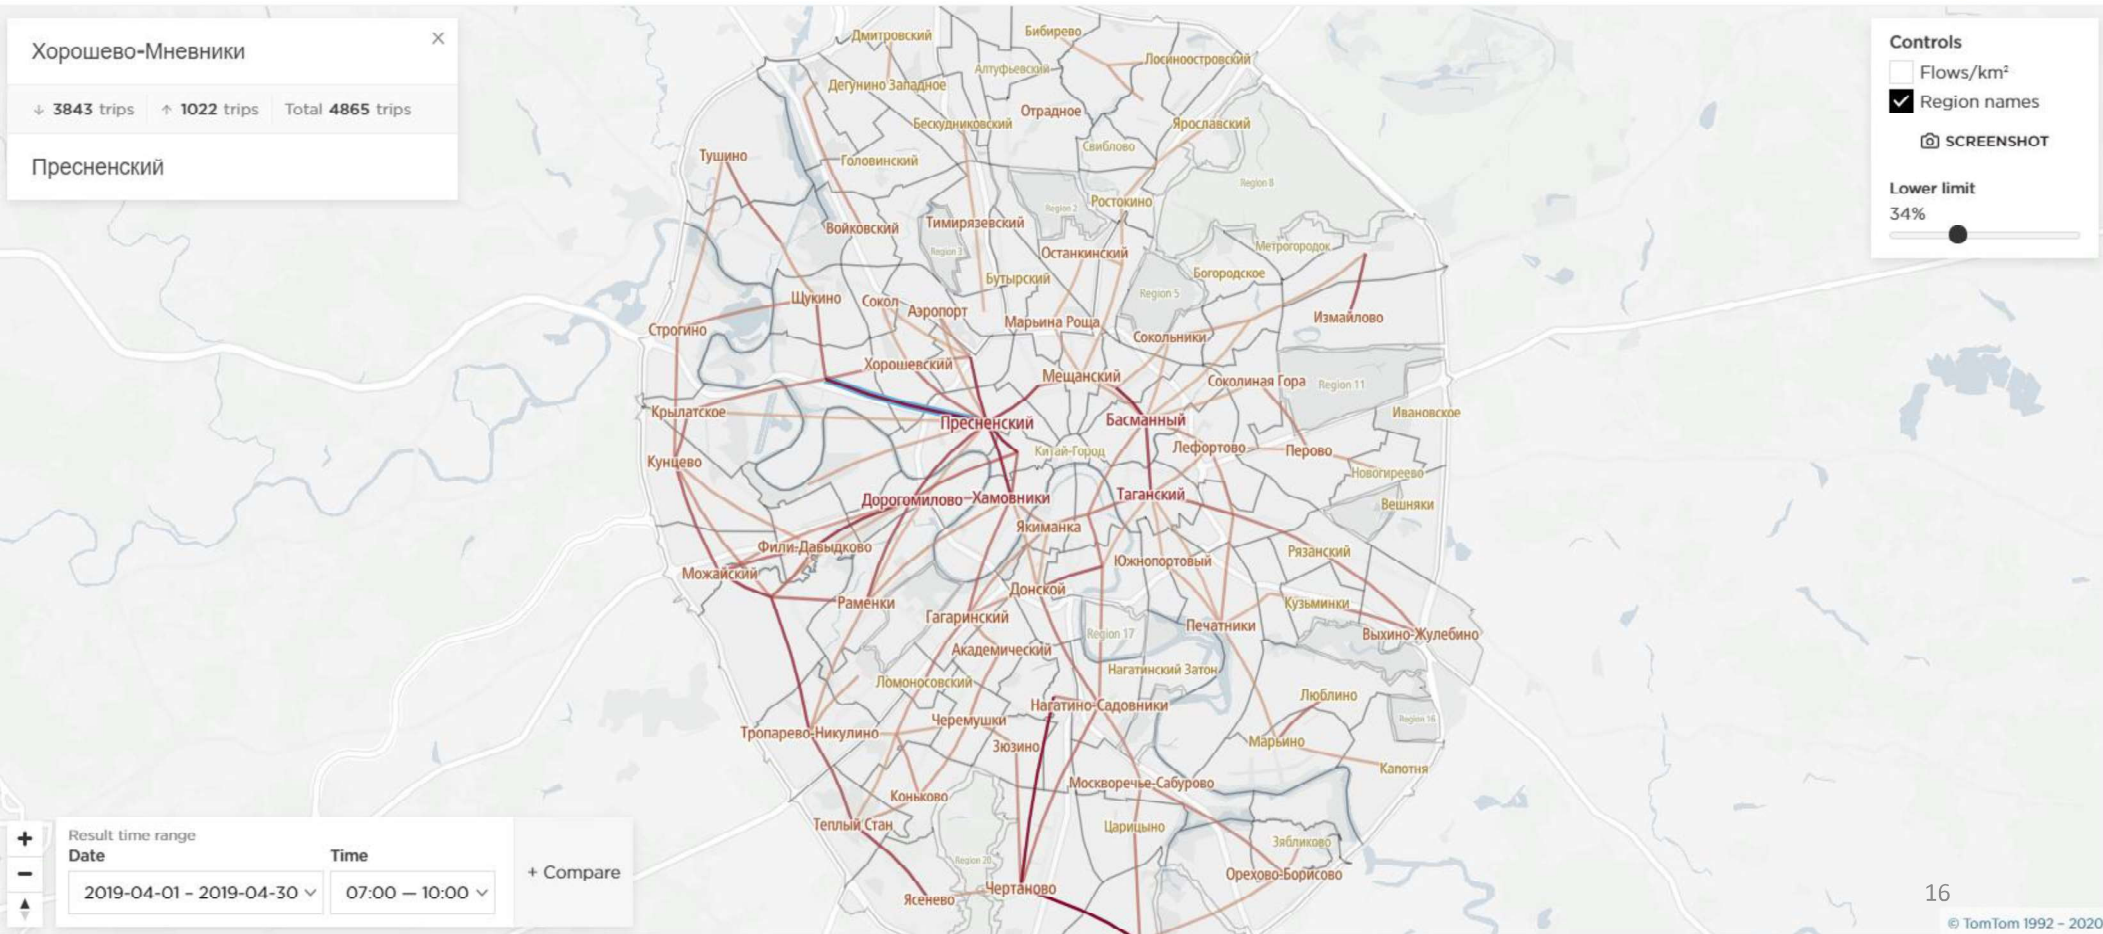 Хорошево-Мневники
×
↓ 3843 trips ↑ 1022 trips Total 4865 trips
Пресненский
Controls
Flows/km²
Region names
SCREENSHOT
Lower limit
34%
Дмитровский
Бибирево
Лосиноостровский
Алтуфьевский
Дегунино Западное
Отрадное
Бескудниковский
Ярославский
Свиблово
Тушино
Головинский
Region 8
Ростокино
Region 2
Тимирязевский
Войковский
Region 3
Останкинский
Метрогородок
Бутырский
Богородское
Region 5
Щукино
Сокол
Аэропорт
Измайлово
Марьина Роща
Строгино
Сокольники
Хорошевский
Мещанский
Соколиная Гора
Region 11
Крылатское
Ивановское
Пресненский
Басманный
Китай-Город
Лефортово
Перово
Кунцево
Новогиреево
Дорогомилово
Хамовники
Таганский
Вешняки
Якиманка
Фили-Давыдково
Рязанский
Можайский
Южнопортовый
Донской
Раменки
Кузьминки
Гагаринский
Печатники
Region 17
Выхино-Жулебино
Академический
Нагатинский Затон
Ломоносовский
Люблино
Нагатино-Садовники
Region 16
Черемушки
Тропарево-Никулино
Зюзино
Марьино
Капотня
Москворечье-Сабурово
Коньково
Теплый Стан
Царицыно
Зябликово
Region 20
Орехово-Борисово
Чертаново
Ясенево
+
−
Result time range
Date Time
2019-04-01 – 2019-04-30 07:00 — 10:00
+ Compare
16
© TomTom 1992 – 2020